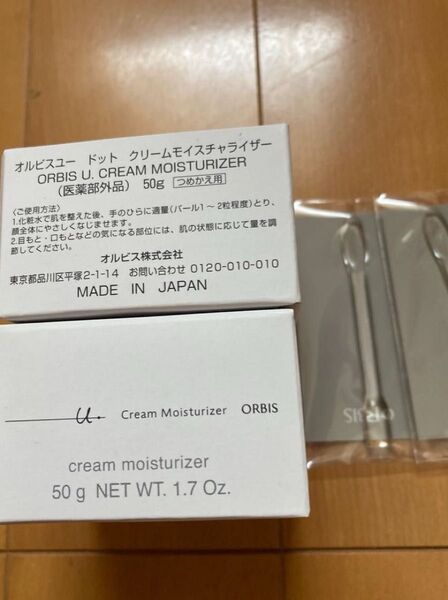 オルビスユー ドット クリームモイスチャライザー
ORBIS U. CREAM MOISTURIZER
（医薬部外品） 50g つめかえ用
〈ご使用方法〉
1.化粧水で肌を整えた後、手のひらに適量（パール1～2粒程度）とり、
顔全体にやさしくなじませます。
2.目もと・口もとなどの気になる部位には、肌の状態に応じて量を調
節してください。
オルビス株式会社
東京都品川区平塚2-1-14 お問い合わせ 0120-010-010
MADE IN JAPAN
u. Cream Moisturizer ORBIS
cream moisturizer
50 g NET WT. 1.7 Oz.
ORBIS